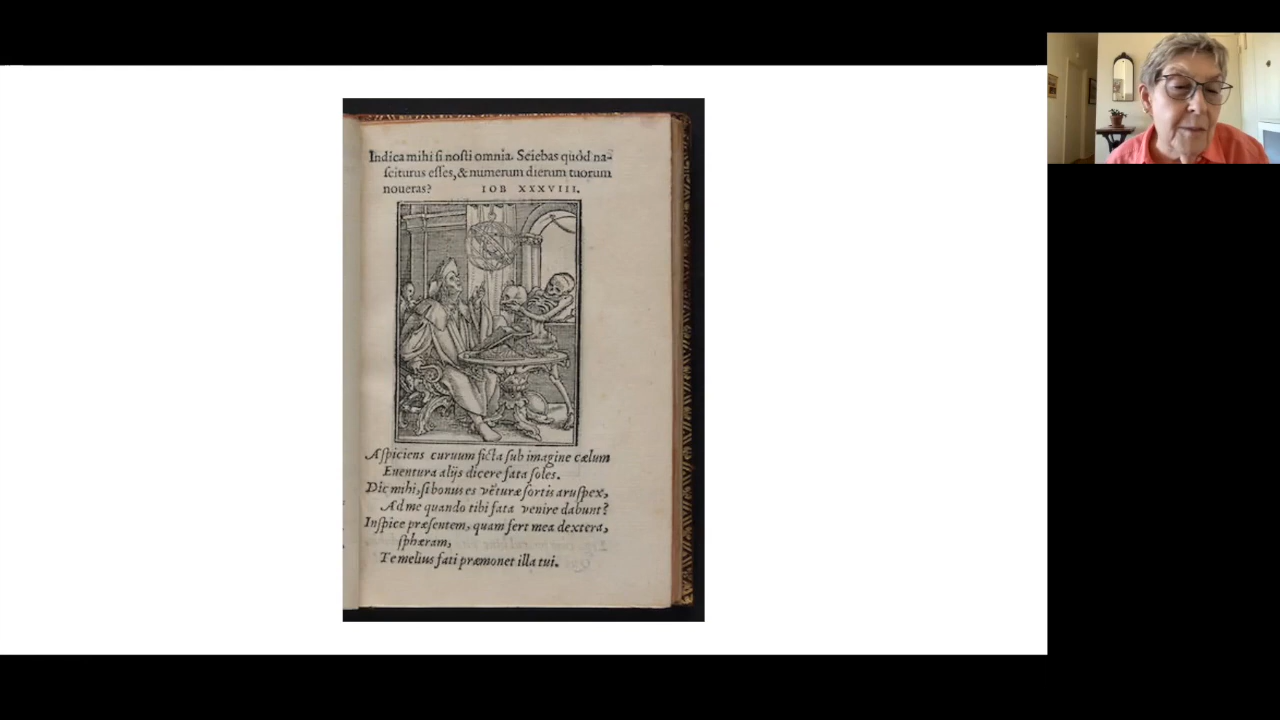 Indica mihi si nosti omnia. Sciebas quòd na-
sciturus esses, & numerum dierum tuorum
noueras? IOB XXXVIII.
Aspiciens curuum ficta sub imagine cælum
Euentura alijs dicere fata soles.
Dic mihi, si bonus es vẽturæ sortis aruspex,
Ad me quando tibi fata venire dabunt?
Inspice præsentem, quam fert mea dextera,
sphæram,
Te melius fati præmonet illa tui.